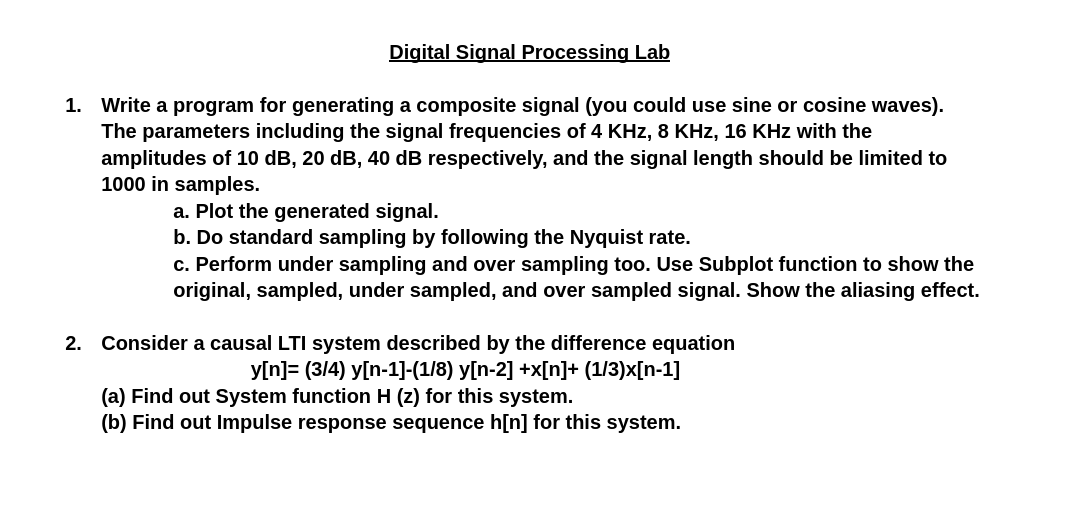 Digital Signal Processing Lab
1. Write a program for generating a composite signal (you could use sine or cosine waves).
The parameters including the signal frequencies of 4 KHz, 8 KHz, 16 KHz with the
amplitudes of 10 dB, 20 dB, 40 dB respectively, and the signal length should be limited to
1000 in samples.
a. Plot the generated signal.
b. Do standard sampling by following the Nyquist rate.
c. Perform under sampling and over sampling too. Use Subplot function to show the
original, sampled, under sampled, and over sampled signal. Show the aliasing effect.
2. Consider a causal LTI system described by the difference equation
y[n]= (3/4) y[n-1]-(1/8) y[n-2] +x[n]+ (1/3)x[n-1]
(a) Find out System function H (z) for this system.
(b) Find out Impulse response sequence h[n] for this system.